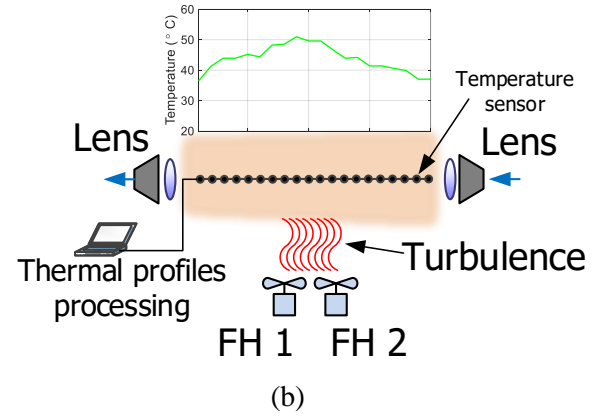 60
50
40
30
20
Temperature (° C)
Temperature
sensor
Lens
Lens
Thermal profiles
processing
Turbulence
FH 1
FH 2
(b)